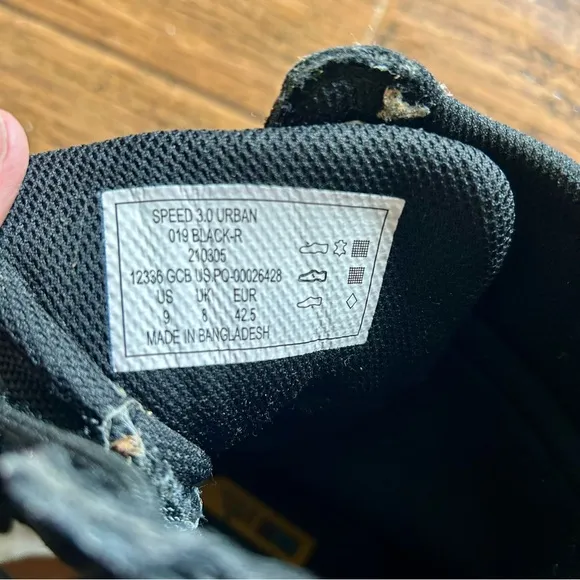 SPEED 3.0 URBAN
019 BLACK-R
210305
12336 GCB US.PO-00026428
US UK EUR
9 8 42.5
MADE IN BANGLADESH